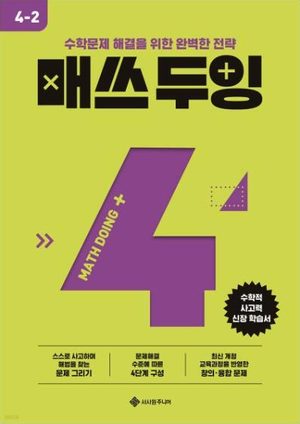 4-2
수학문제 해결을 위한 완벽한 전략
매쓰 두잉
4
MATH DOING +
수학적
사고력
신장 학습서
스스로 사고하며
해법을 찾는
문제 그리기
문제해결
수준에 따른
4단계 구성
최신 개정
교육과정을 반영한
창의·융합 문제
서사원주니어